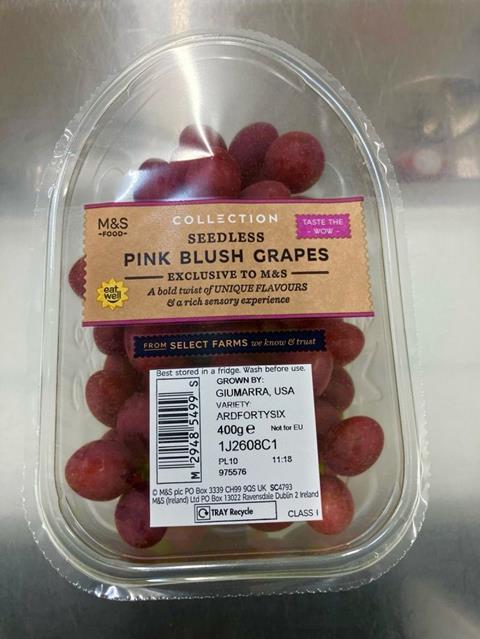 M&S
-FOOD-
COLLECTION
TASTE THE
- WOW -
SEEDLESS
PINK BLUSH GRAPES
EXCLUSIVE TO M&S
A bold twist of UNIQUE FLAVOURS
& a rich sensory experience
eat
well
FROM SELECT FARMS we know & trust
Best stored in a fridge. Wash before use.
GROWN BY:
GIUMARRA, USA
VARIETY:
ARDFORTYSIX
400g e Not for EU
1J2608C1
PL10 11:18
975576
M 2948 5499 S
© M&S plc PO Box 3339 CH99 9QS UK SC4793
M&S (Ireland) Ltd PO Box 13022 Ravensdale Dublin 2 Ireland
TRAY Recycle
CLASS I